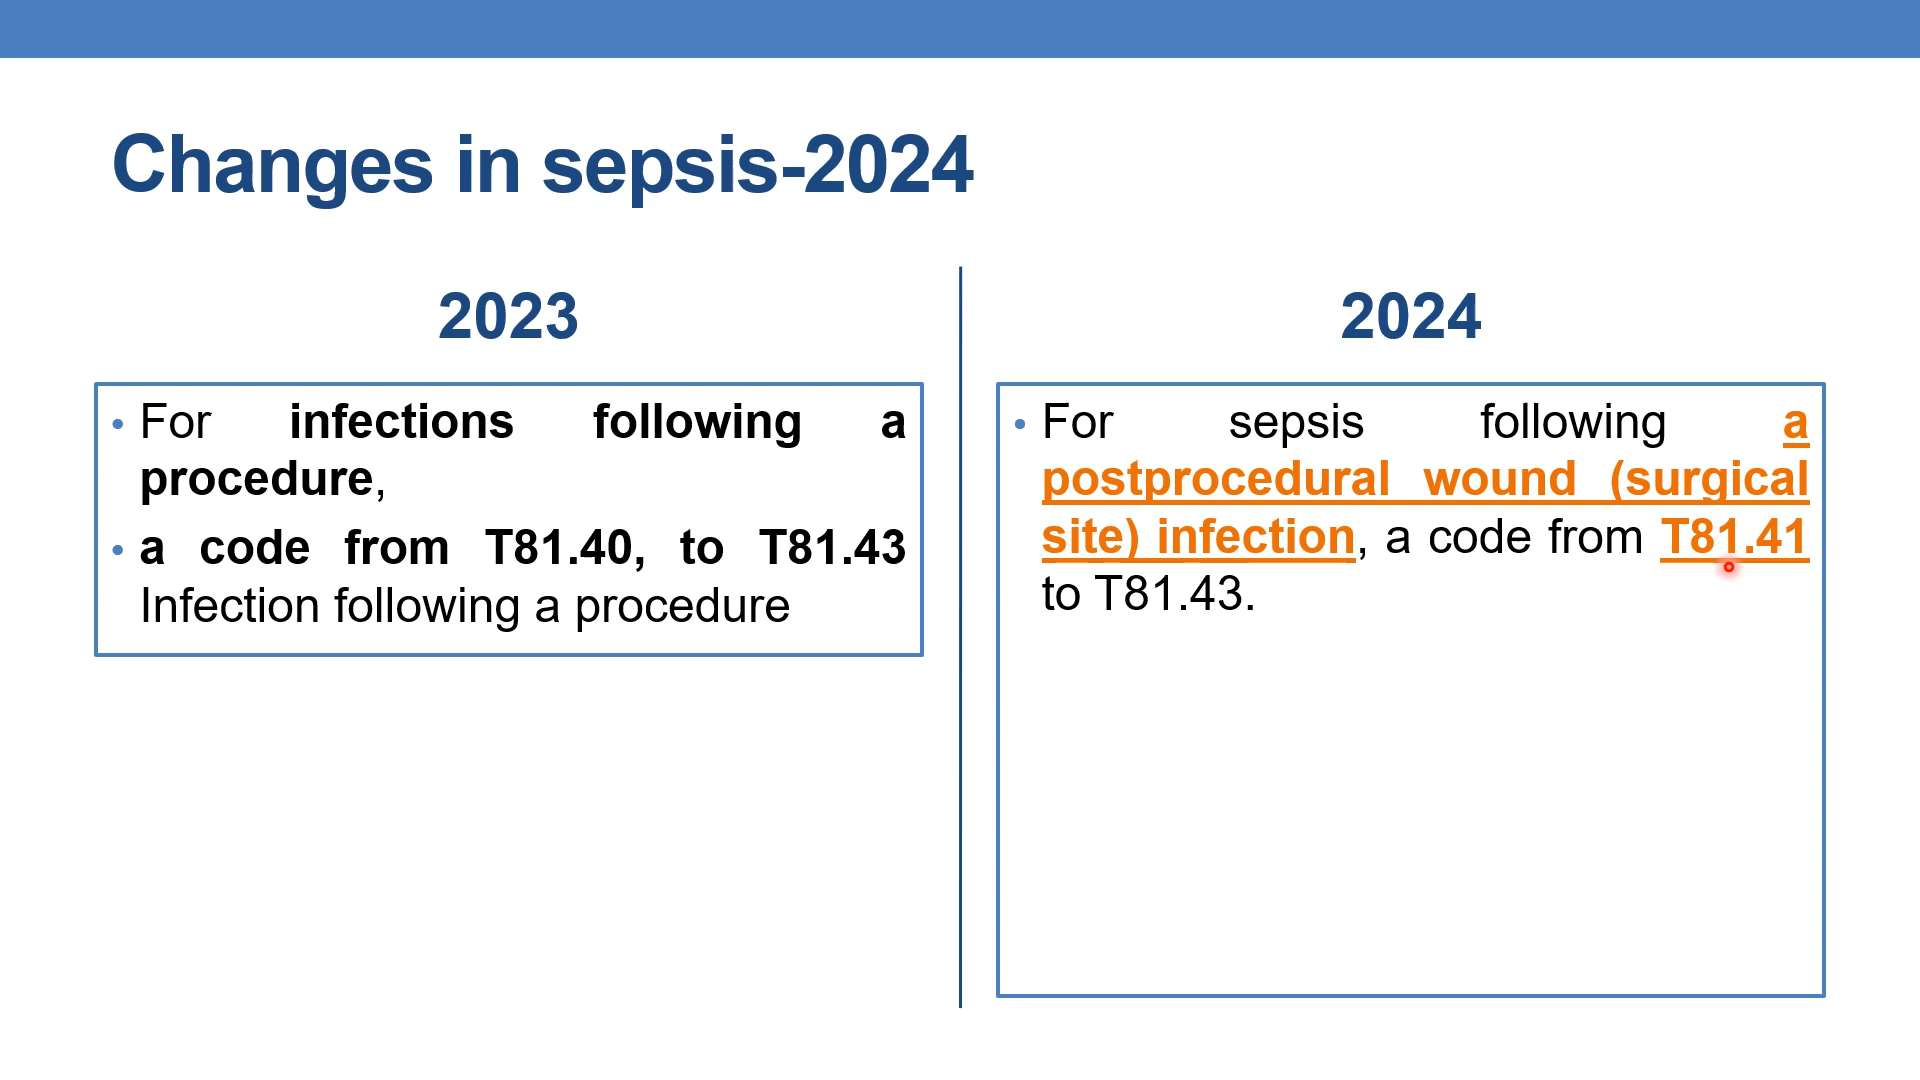 Changes in sepsis-2024
2023
For infections following a
procedure,
a code from T81.40, to T81.43
Infection following a procedure
2024
For sepsis following a
postprocedural wound (surgical
site) infection, a code from T81.41
to T81.43.